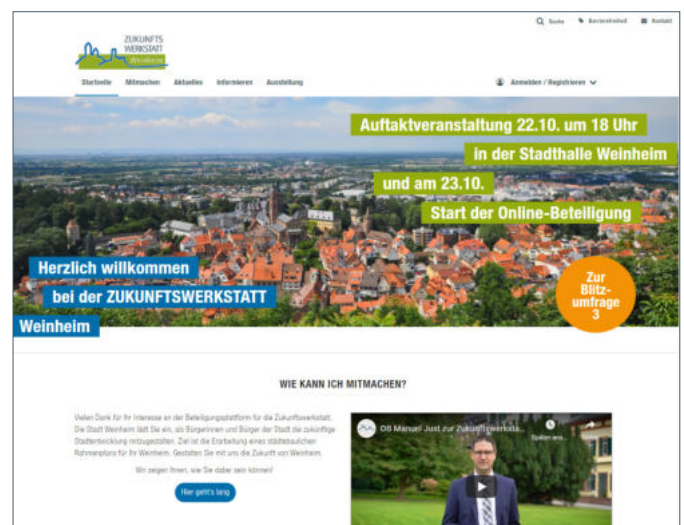 Suche Barrierefreiheit Kontakt
ZUKUNFTS
WERKSTATT
Weinheim
Startseite Mitmachen Aktuelles Informieren Ausstellung Anmelden / Registrieren
Auftaktveranstaltung 22.10. um 18 Uhr
in der Stadthalle Weinheim
und am 23.10.
Start der Online-Beteiligung
Herzlich willkommen
bei der ZUKUNFTSWERKSTATT
Weinheim
Zur
Blitz-
umfrage
3
WIE KANN ICH MITMACHEN?
Vielen Dank für Ihr Interesse an der Beteiligungsplattform für die Zukunftswerkstatt.
Die Stadt Weinheim lädt Sie ein, als Bürgerinnen und Bürger der Stadt die zukünftige
Stadtentwicklung mitzugestalten. Ziel ist die Erarbeitung eines städtebaulichen
Rahmenplans für Ihr Weinheim. Gestalten Sie mit uns die Zukunft von Weinheim.
Wir zeigen Ihnen, wie Sie dabei sein können!
Hier geht's lang
OB Manuel Just zur Zukunftswerksta...
Später ans...